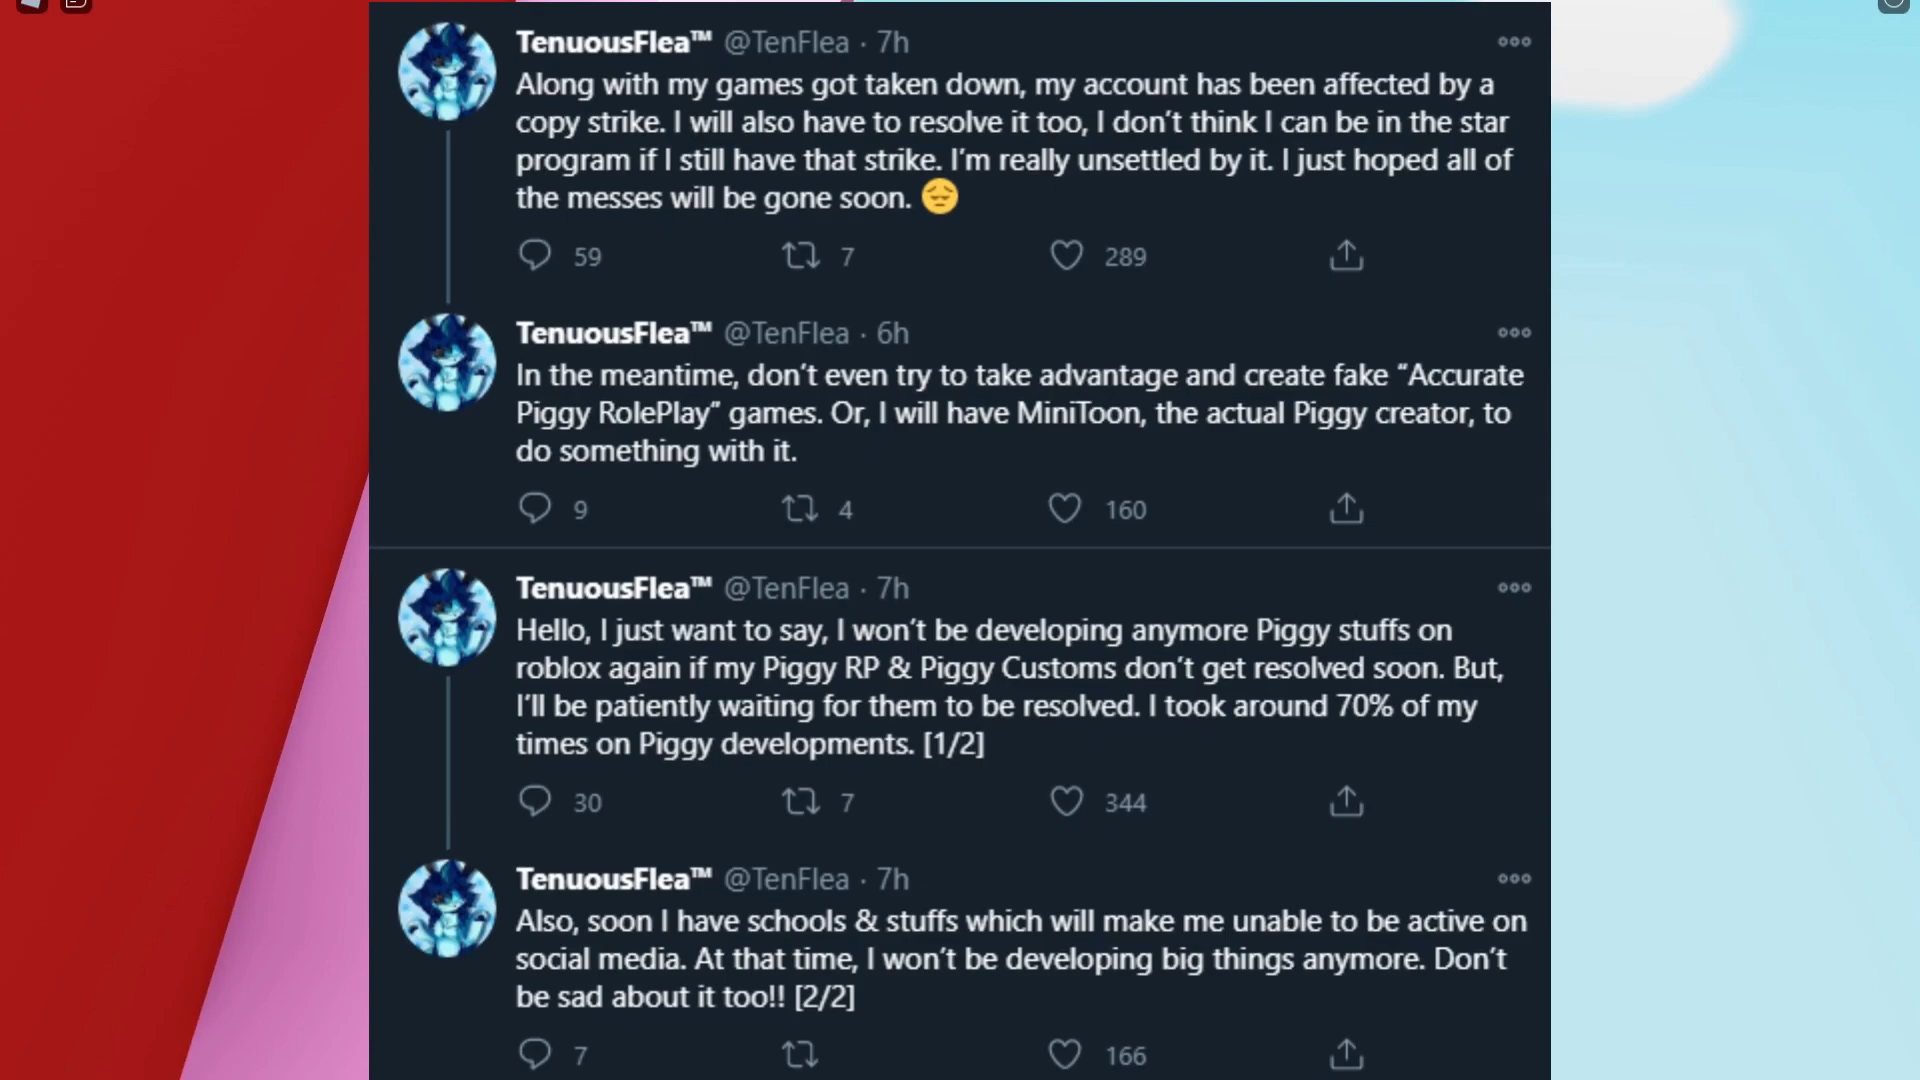 TenuousFlea™ @TenFlea · 7h
Along with my games got taken down, my account has been affected by a
copy strike. I will also have to resolve it too, I don’t think I can be in the star
program if I still have that strike. I’m really unsettled by it. I just hoped all of
the messes will be gone soon. 😔
59 7 289
TenuousFlea™ @TenFlea · 6h
In the meantime, don’t even try to take advantage and create fake “Accurate
Piggy RolePlay” games. Or, I will have MiniToon, the actual Piggy creator, to
do something with it.
9 4 160
TenuousFlea™ @TenFlea · 7h
Hello, I just want to say, I won’t be developing anymore Piggy stuffs on
roblox again if my Piggy RP & Piggy Customs don’t get resolved soon. But,
I’ll be patiently waiting for them to be resolved. I took around 70% of my
times on Piggy developments. [1/2]
30 7 344
TenuousFlea™ @TenFlea · 7h
Also, soon I have schools & stuffs which will make me unable to be active on
social media. At that time, I won’t be developing big things anymore. Don’t
be sad about it too!! [2/2]
7 166